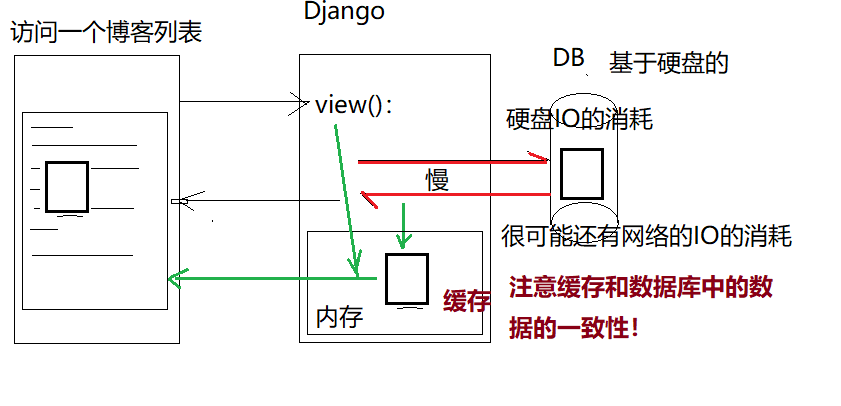 访问一个博客列表
Django
view():
DB
基于硬盘的
硬盘IO的消耗
慢
很可能还有网络的IO的消耗
缓存
内存
注意缓存和数据库中的数
据的一致性！